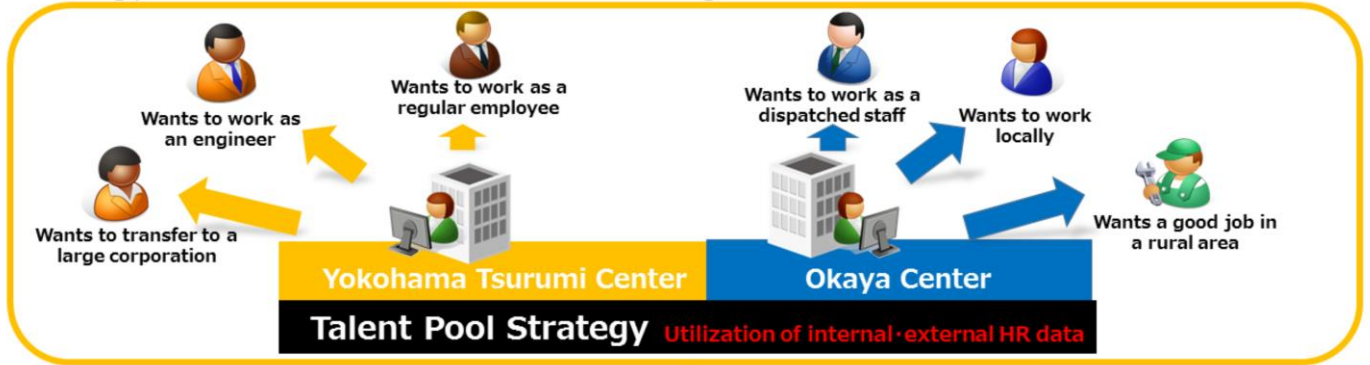 Wants to work as
an engineer
Wants to work as a
regular employee
Wants to transfer to a
large corporation
Wants to work as a
dispatched staff
Wants to work
locally
Wants a good job in
a rural area
Yokohama Tsurumi Center
Okaya Center
Talent Pool Strategy Utilization of internal·external HR data